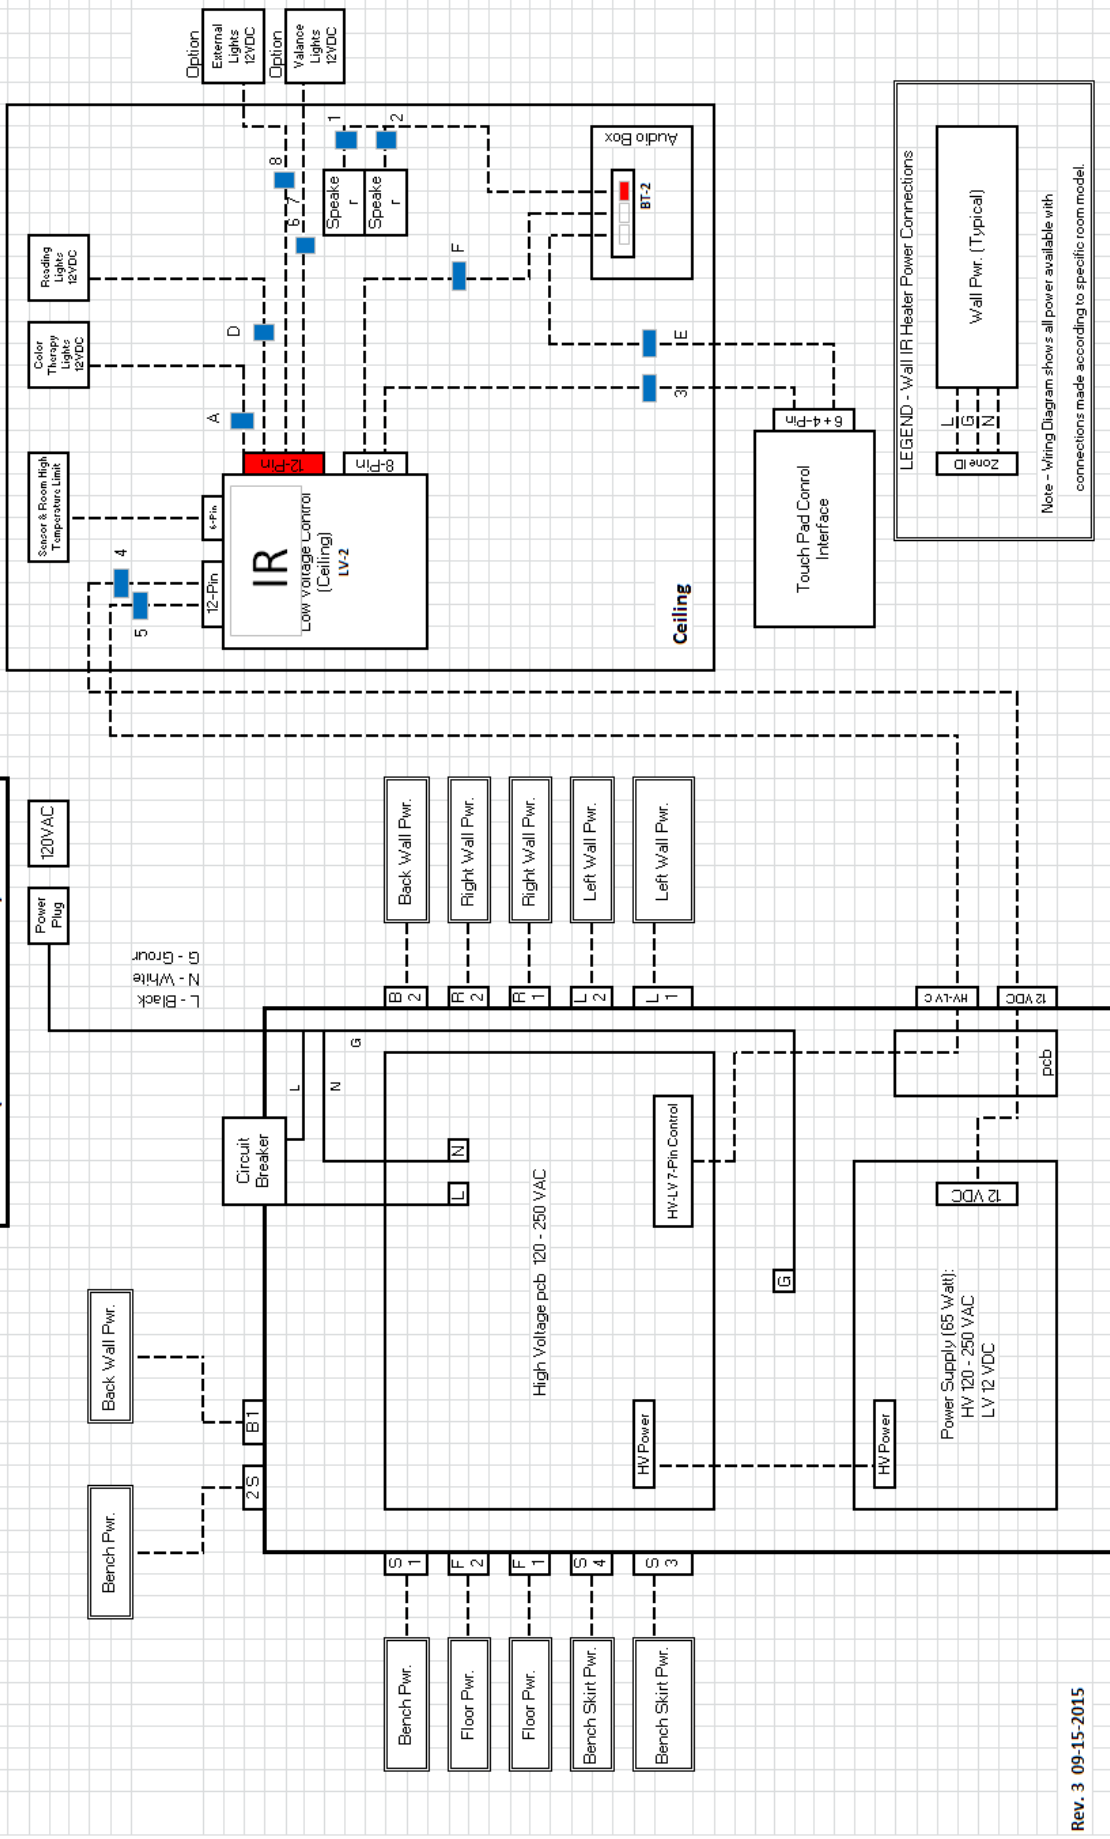 Option
External
Lights
12VDC
Option
Valance
Lights
12VDC
Reading
Lights
12VDC
Color
Therapy
Lights
12VDC
Sensor & Room High
Temperature Limit
8
7
6
1
2
Speake
r
Speake
r
Audio Box
BT-2
F
D
A
E
3
4
5
12-Pin
8-Pin
6-Pin
12-Pin
IR
Low Voltage Control
(Ceiling)
LV-2
Ceiling
6+4-Pin
Touch Pad Conrol
Interface
LEGEND - Wall IR Heater Power Connections
Wall Pwr. (Typical)
L
G
N
Zone ID
Note - Wiring Diagram shows all power available with
connections made according to specific room model.
120VAC
Power
Plug
L - Black
N - White
G - Groun
Back Wall Pwr.
Right Wall Pwr.
Right Wall Pwr.
Left Wall Pwr.
Left Wall Pwr.
B
2
R
2
R
1
L
2
L
1
HV-LV C
12 VDC
pcb
G
L
N
Circuit
Breaker
N
L
HV-LV 7-Pin Control
High Voltage pcb 120 - 250 VAC
G
12 VDC
Power Supply (65 Watt):
HV 120 - 250 VAC
LV 12 VDC
HV Power
HV Power
Back Wall Pwr.
B 1
Bench Pwr.
2 S
S
1
F
2
F
1
S
4
S
3
Bench Pwr.
Floor Pwr.
Floor Pwr.
Bench Skirt Pwr.
Bench Skirt Pwr.
Rev. 3 09-15-2015